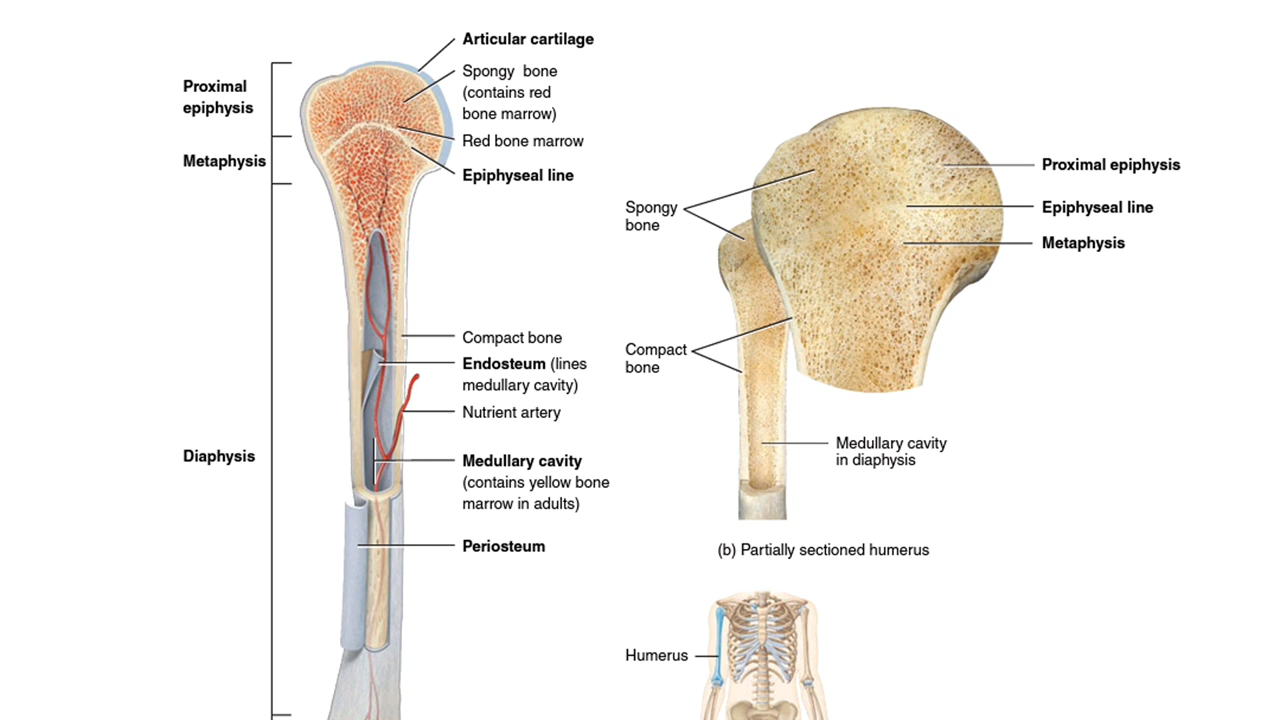 Proximal
epiphysis
Metaphysis
Diaphysis
Articular cartilage
Spongy bone
(contains red
bone marrow)
Red bone marrow
Epiphyseal line
Compact bone
Endosteum (lines
medullary cavity)
Nutrient artery
Medullary cavity
(contains yellow bone
marrow in adults)
Periosteum
Spongy
bone
Compact
bone
Proximal epiphysis
Epiphyseal line
Metaphysis
Medullary cavity
in diaphysis
(b) Partially sectioned humerus
Humerus